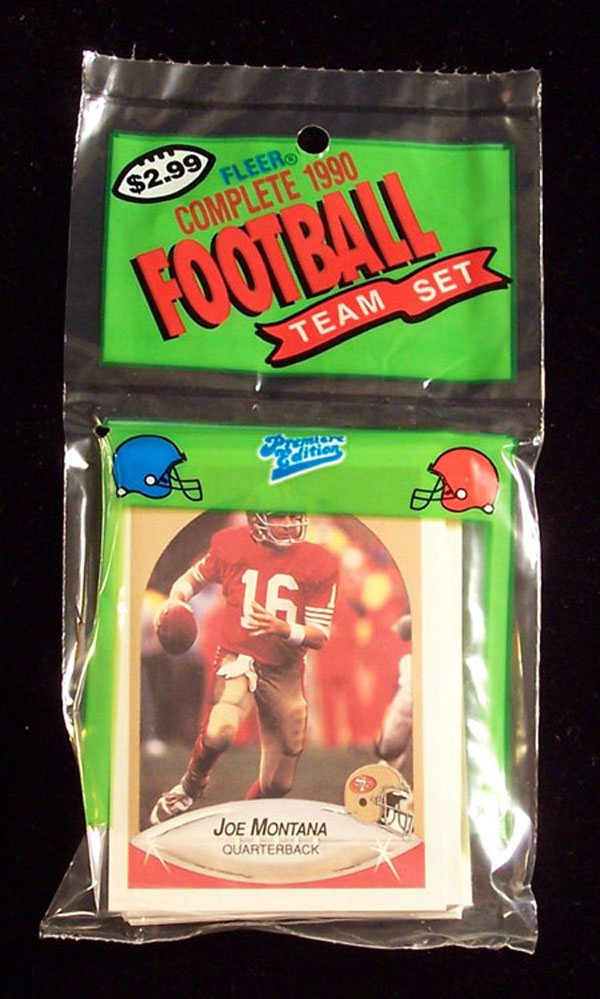 $2.99
FLEER®
COMPLETE 1990
FOOTBALL
TEAM SET
Premiere
Edition
16
JOE MONTANA
QUARTERBACK